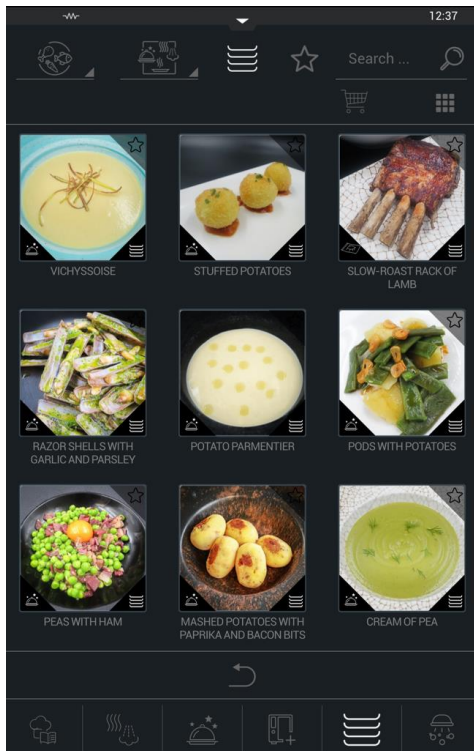 12:37
Search ...
VICHYSSOISE
STUFFED POTATOES
SLOW-ROAST RACK OF
LAMB
RAZOR SHELLS WITH
GARLIC AND PARSLEY
POTATO PARMENTIER
PODS WITH POTATOES
PEAS WITH HAM
MASHED POTATOES WITH
PAPRIKA AND BACON BITS
CREAM OF PEA